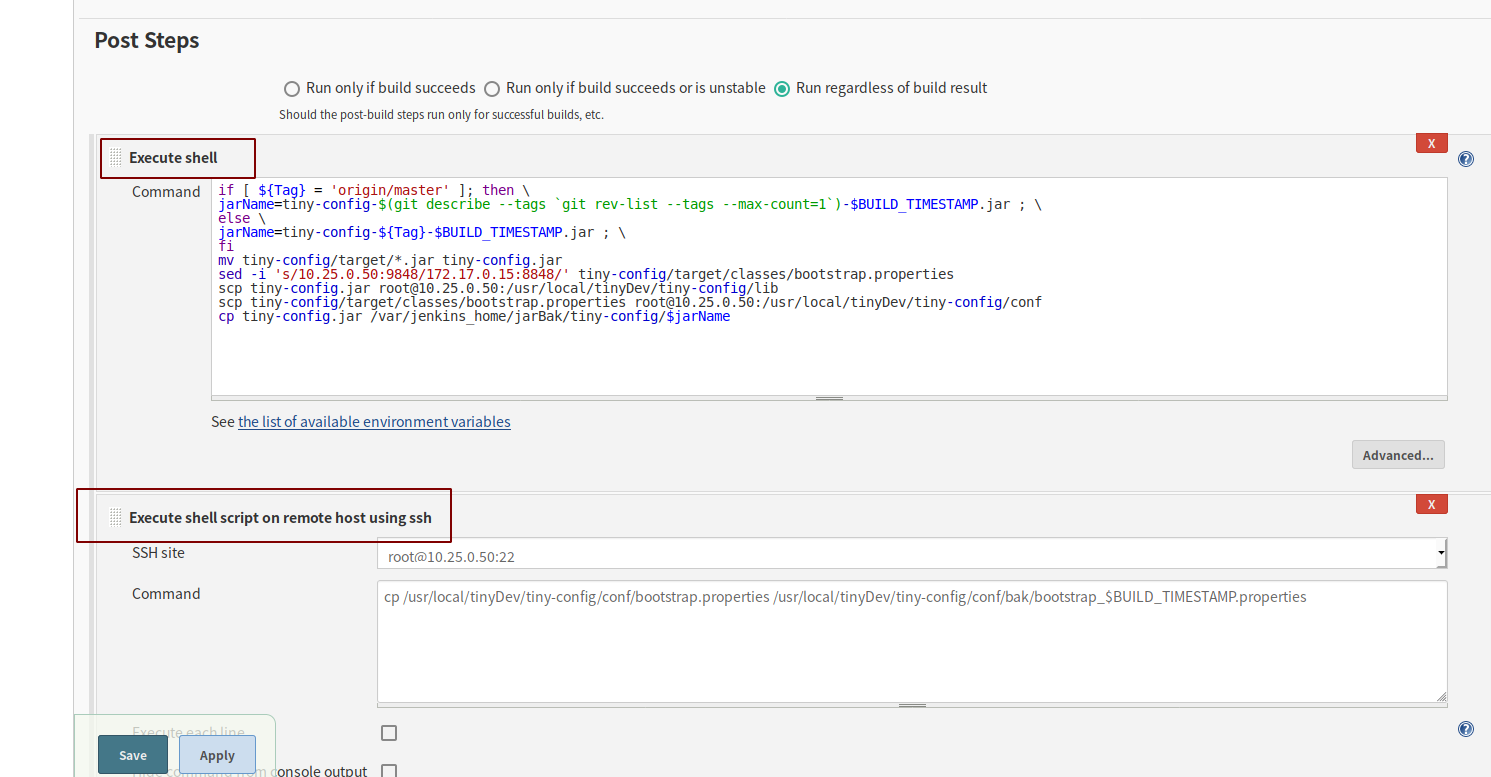 Post Steps
Run only if build succeeds Run only if build succeeds or is unstable Run regardless of build result
Should the post-build steps run only for successful builds, etc.
X
Execute shell
Command
if [ ${Tag} = 'origin/master' ]; then \
jarName=tiny-config-$(git describe --tags `git rev-list --tags --max-count=1`)-$BUILD_TIMESTAMP.jar ; \
else \
jarName=tiny-config-${Tag}-$BUILD_TIMESTAMP.jar ; \
fi
mv tiny-config/target/*.jar tiny-config.jar
sed -i 's/10.25.0.50:9848/172.17.0.15:8848/' tiny-config/target/classes/bootstrap.properties
scp tiny-config.jar root@10.25.0.50:/usr/local/tinyDev/tiny-config/lib
scp tiny-config/target/classes/bootstrap.properties root@10.25.0.50:/usr/local/tinyDev/tiny-config/conf
cp tiny-config.jar /var/jenkins_home/jarBak/tiny-config/$jarName
See the list of available environment variables
Advanced...
X
Execute shell script on remote host using ssh
SSH site
root@10.25.0.50:22
Command
cp /usr/local/tinyDev/tiny-config/conf/bootstrap.properties /usr/local/tinyDev/tiny-config/conf/bak/bootstrap_$BUILD_TIMESTAMP.properties
Execute each line
Save Apply
command from console output